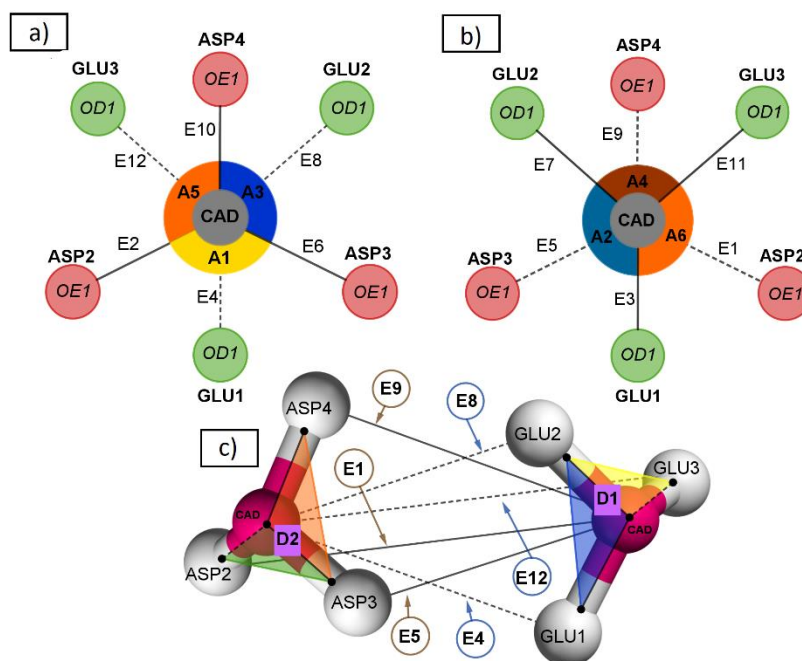 a)
ASP4
OE1
GLU3
OD1
GLU2
OD1
E10
E12
E8
A5
A3
CAD
A1
E2
E6
ASP2
OE1
ASP3
OE1
E4
OD1
GLU1
b)
ASP4
OE1
GLU2
OD1
GLU3
OD1
E9
E7
E11
A4
CAD
A2
A6
E5
E1
ASP3
OE1
ASP2
OE1
E3
OD1
GLU1
c)
ASP4
E9
E8
GLU2
GLU3
E1
D1
CAD
CAD
D2
ASP2
ASP3
E12
E5
E4
GLU1